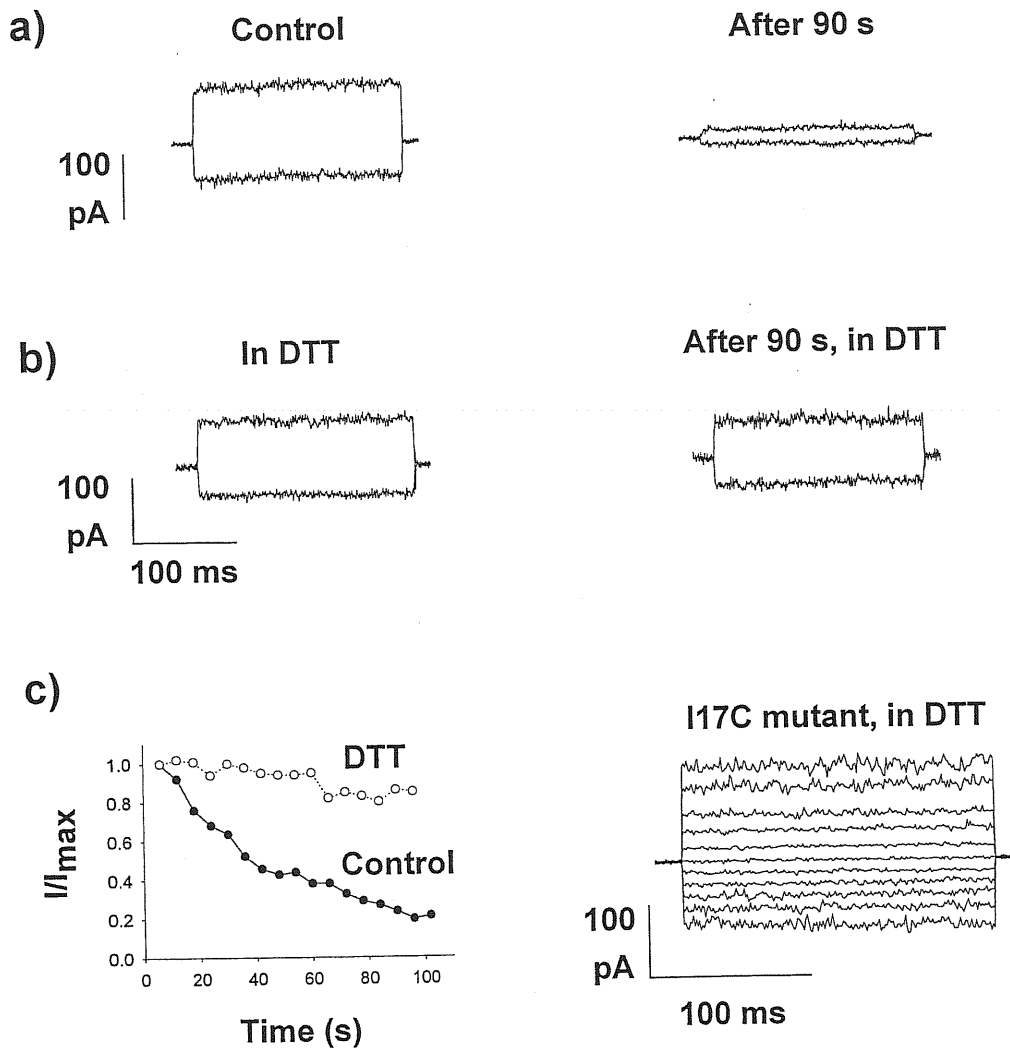 a)
Control
After 90 s
100
pA
b)
In DTT
After 90 s, in DTT
100
pA
100 ms
c)
I17C mutant, in DTT
DTT
Control
I/Imax
1.0
0.8
0.6
0.4
0.2
0.0
0 20 40 60 80 100
Time (s)
100
pA
100 ms